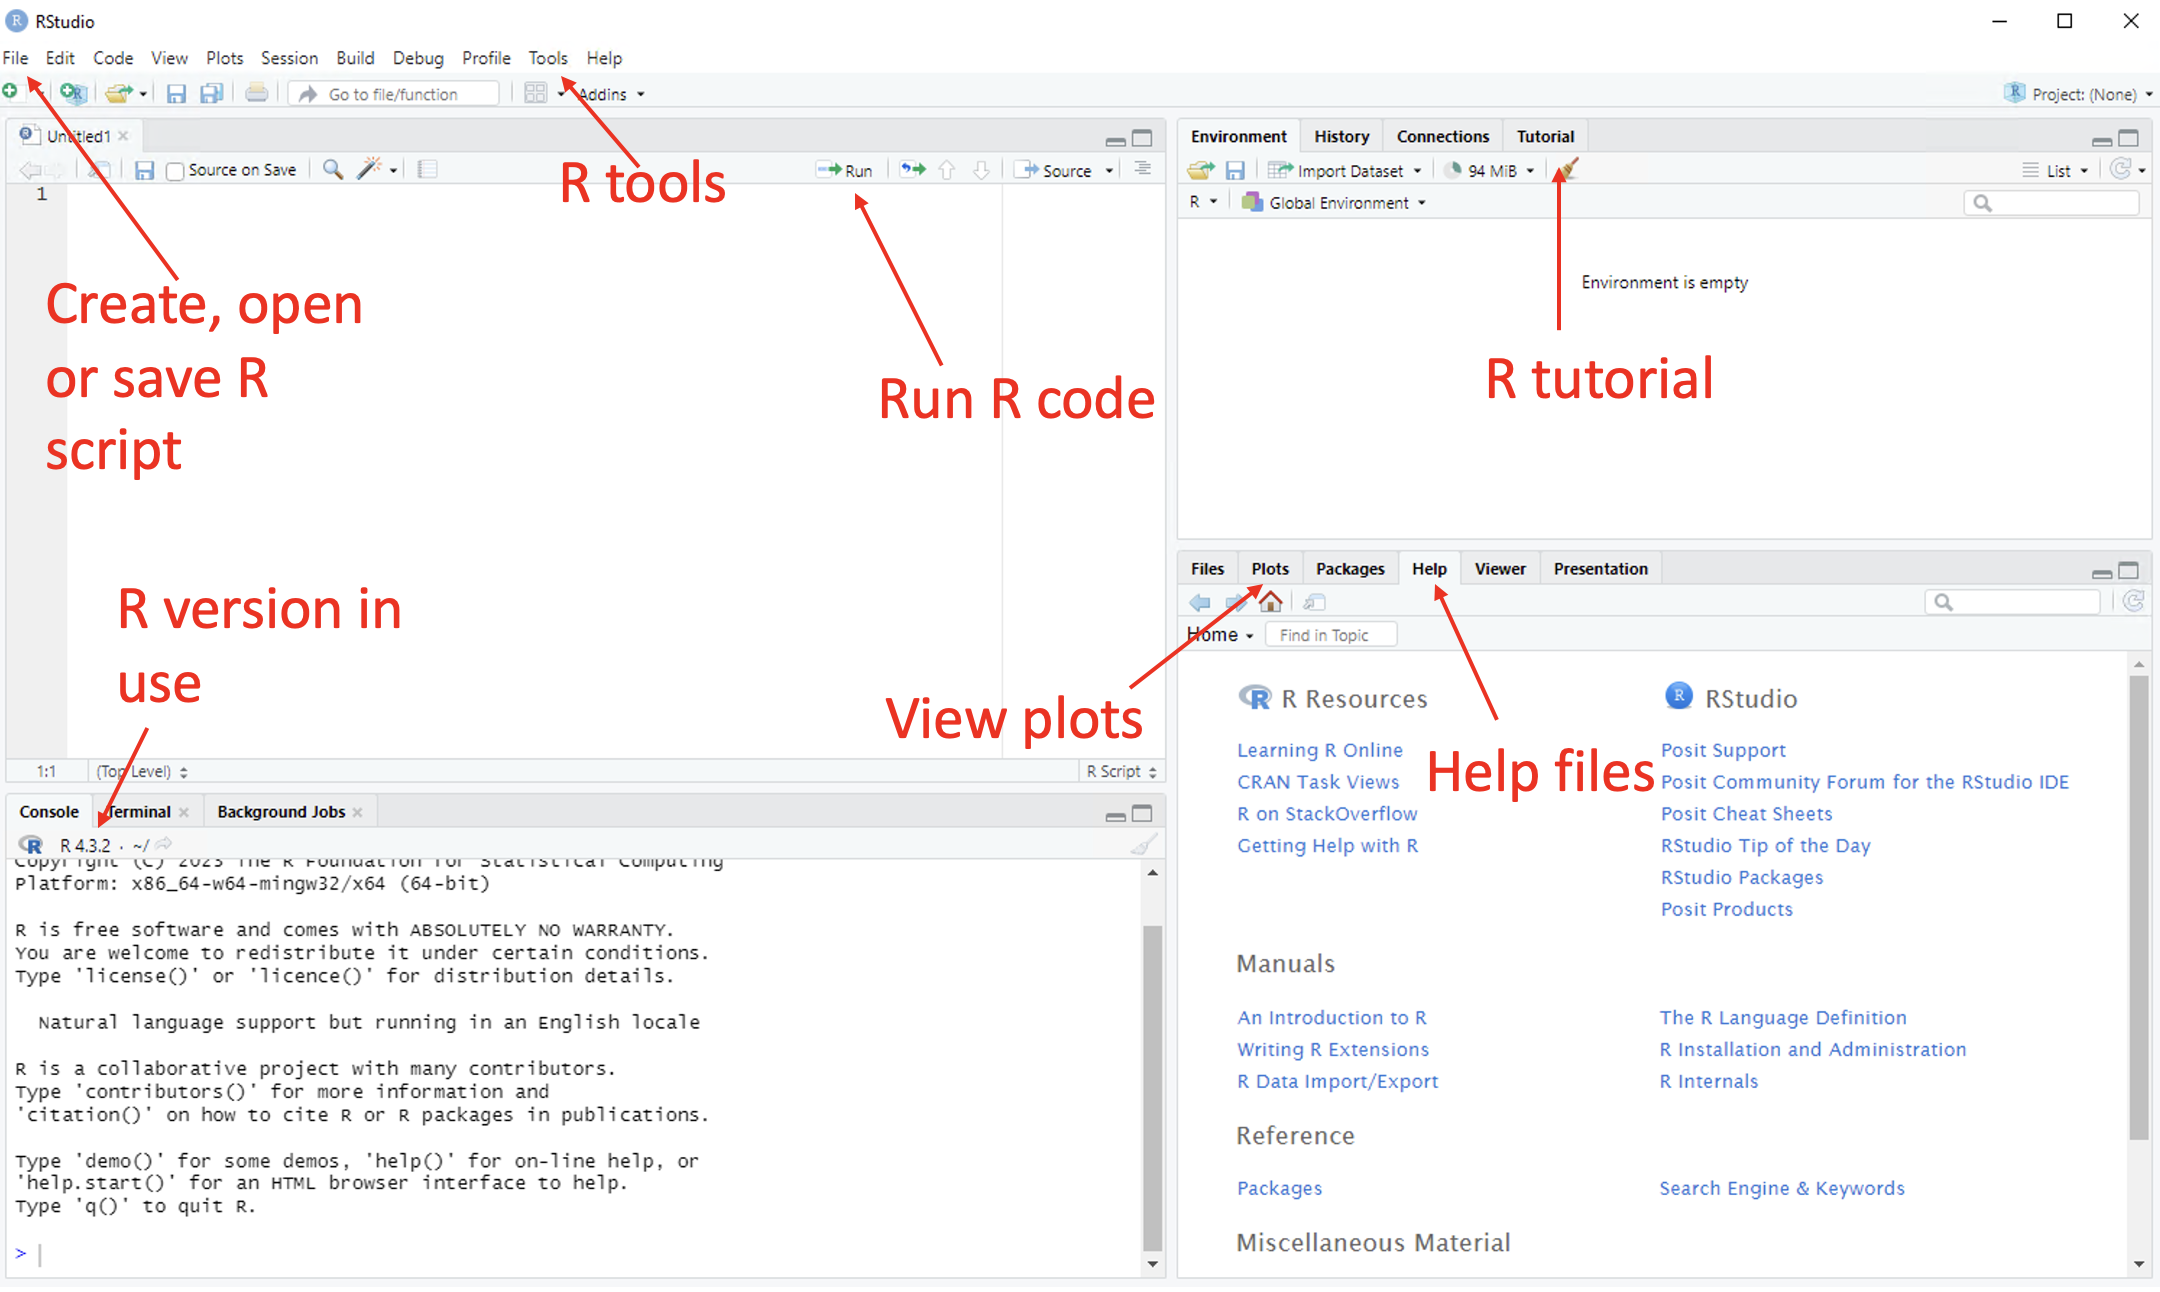 RStudio
File Edit Code View Plots Session Build Debug Profile Tools Help
Go to file/function Addins Project: (None)
Untitled1
Source on Save Run Source
1
R tools
Create, open
or save R
script
Run R code
R version in
use
1:1 (Top Level) R Script
Console Terminal Background Jobs
R 4.3.2 · ~/
Copyright (C) 2023 The R Foundation for Statistical Computing
Platform: x86_64-w64-mingw32/x64 (64-bit)
R is free software and comes with ABSOLUTELY NO WARRANTY.
You are welcome to redistribute it under certain conditions.
Type 'license()' or 'licence()' for distribution details.
Natural language support but running in an English locale
R is a collaborative project with many contributors.
Type 'contributors()' for more information and
'citation()' on how to cite R or R packages in publications.
Type 'demo()' for some demos, 'help()' for on-line help, or
'help.start()' for an HTML browser interface to help.
Type 'q()' to quit R.
>
Environment History Connections Tutorial
Import Dataset 94 MiB List
R Global Environment
Environment is empty
R tutorial
Files Plots Packages Help Viewer Presentation
Home Find in Topic
View plots
Help files
R Resources
Learning R Online
CRAN Task Views
R on StackOverflow
Getting Help with R
RStudio
Posit Support
Posit Community Forum for the RStudio IDE
Posit Cheat Sheets
RStudio Tip of the Day
RStudio Packages
Posit Products
Manuals
An Introduction to R
Writing R Extensions
R Data Import/Export
The R Language Definition
R Installation and Administration
R Internals
Reference
Packages
Search Engine & Keywords
Miscellaneous Material